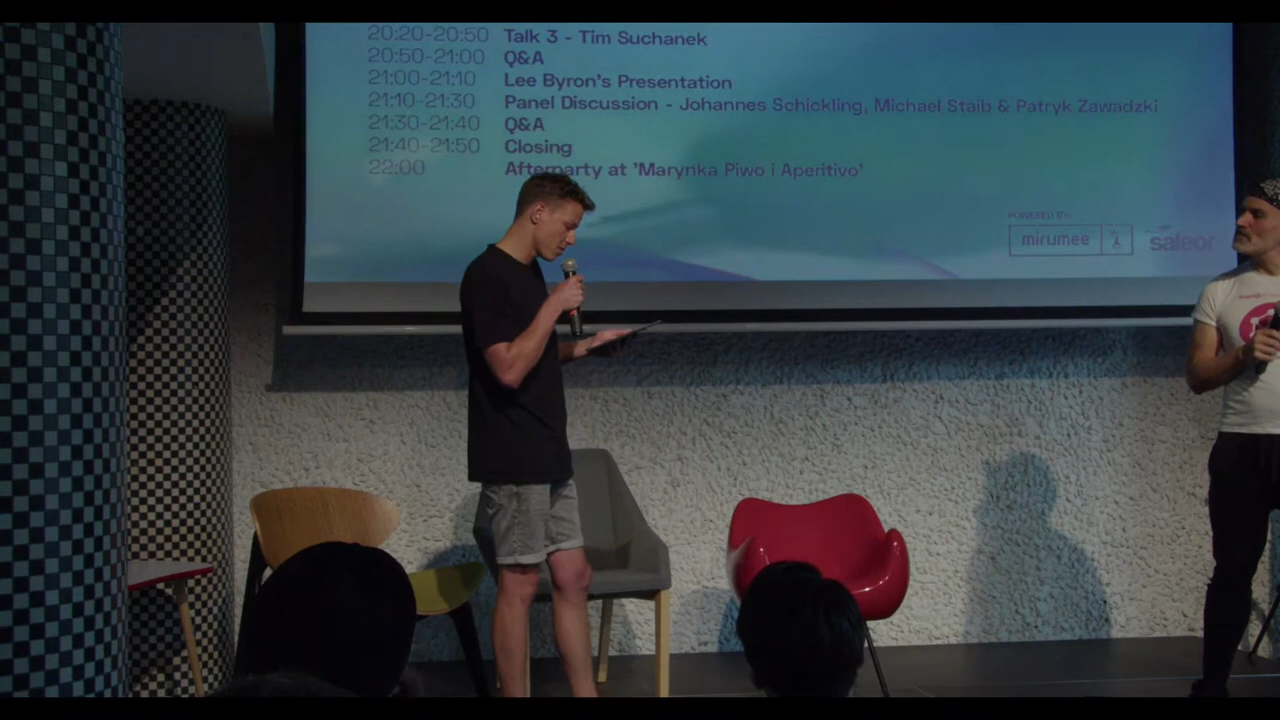 20:20-20:50 Talk 3 - Tim Suchanek
20:50-21:00 Q&A
21:00-21:10 Lee Byron's Presentation
21:10-21:30 Panel Discussion - Johannes Schickling, Michael Staib & Patryk Zawadzki
21:30-21:40 Q&A
21:40-21:50 Closing
22:00 Afterparty at 'Marynka Piwo i Aperitivo'
POWERED BY:
mirumee
saleor